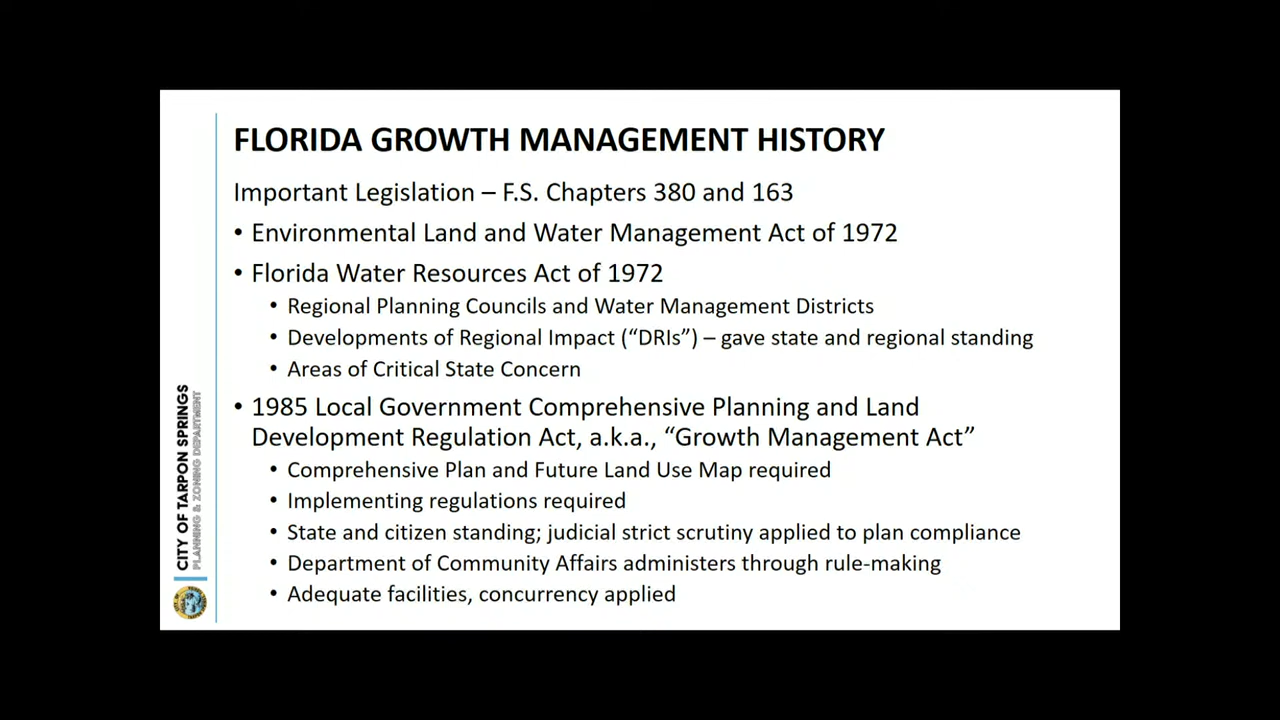 FLORIDA GROWTH MANAGEMENT HISTORY
Important Legislation – F.S. Chapters 380 and 163
• Environmental Land and Water Management Act of 1972
• Florida Water Resources Act of 1972
• Regional Planning Councils and Water Management Districts
• Developments of Regional Impact (“DRIs”) – gave state and regional standing
• Areas of Critical State Concern
• 1985 Local Government Comprehensive Planning and Land
Development Regulation Act, a.k.a., “Growth Management Act”
• Comprehensive Plan and Future Land Use Map required
• Implementing regulations required
• State and citizen standing; judicial strict scrutiny applied to plan compliance
• Department of Community Affairs administers through rule-making
• Adequate facilities, concurrency applied
CITY OF TARPON SPRINGS
PLANNING & ZONING DEPARTMENT